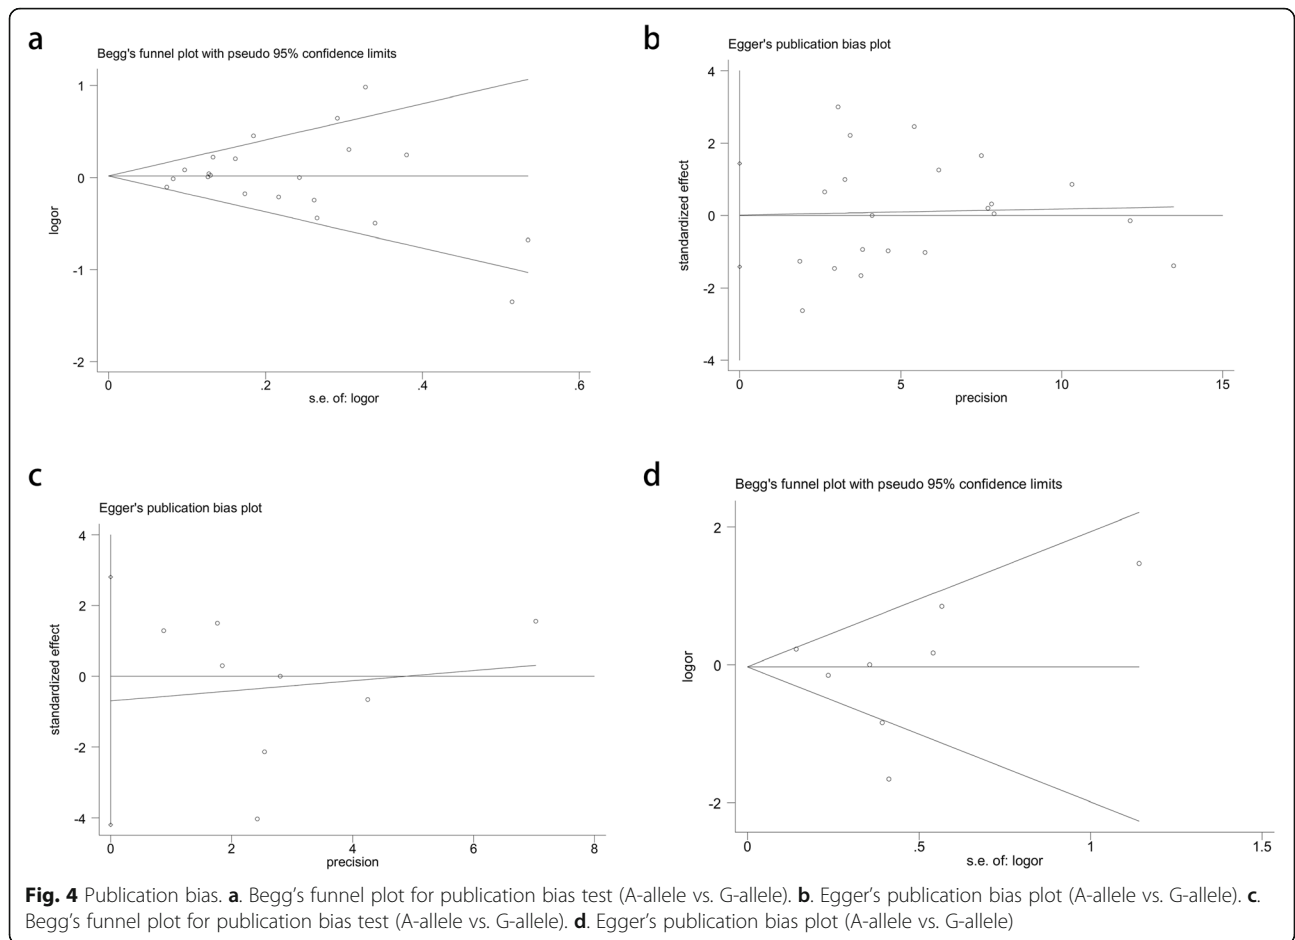 a
Begg's funnel plot with pseudo 95% confidence limits
logor
1
0
-1
-2
0 .2 .4 .6
s.e. of: logor
b
Egger's publication bias plot
standardized effect
4
2
0
-2
-4
0 5 10 15
precision
c
Egger's publication bias plot
standardized effect
4
2
0
-2
-4
0 2 4 6 8
precision
d
Begg's funnel plot with pseudo 95% confidence limits
logor
2
0
-2
0 .5 1 1.5
s.e. of: logor
Fig. 4 Publication bias. a. Begg’s funnel plot for publication bias test (A-allele vs. G-allele). b. Egger’s publication bias plot (A-allele vs. G-allele). c.
Begg’s funnel plot for publication bias test (A-allele vs. G-allele). d. Egger’s publication bias plot (A-allele vs. G-allele)